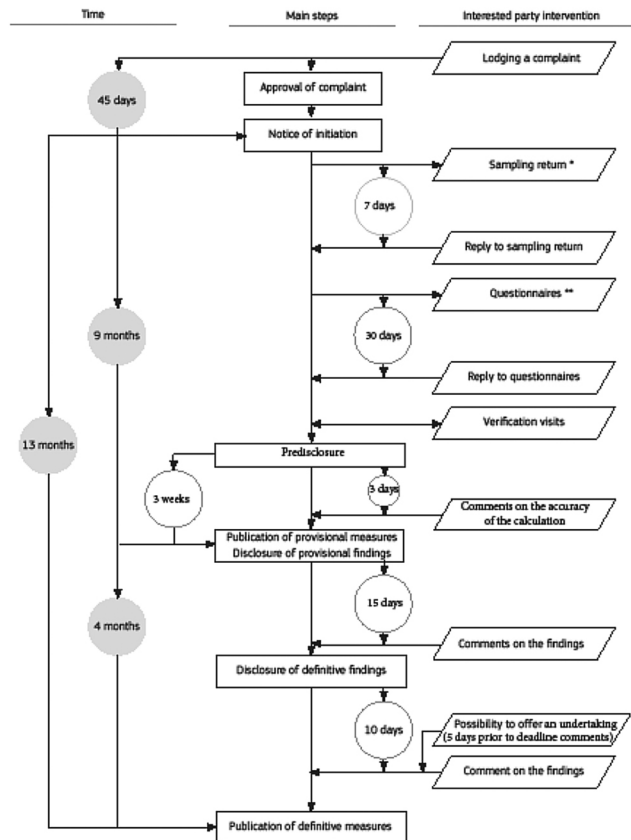 Time
Main steps
Interested party intervention
Lodging a complaint
45 days
Approval of complaint
Notice of initiation
Sampling return *
7 days
Reply to sampling return
Questionnaires **
9 months
30 days
Reply to questionnaires
Verification visits
13 months
Predisclosure
3 weeks
3 days
Comments on the accuracy
of the calculation
Publication of provisional measures
Disclosure of provisional findings
15 days
4 months
Comments on the findings
Disclosure of definitive findings
10 days
Possibility to offer an undertaking
(5 days prior to deadline comments)
Comment on the findings
Publication of definitive measures